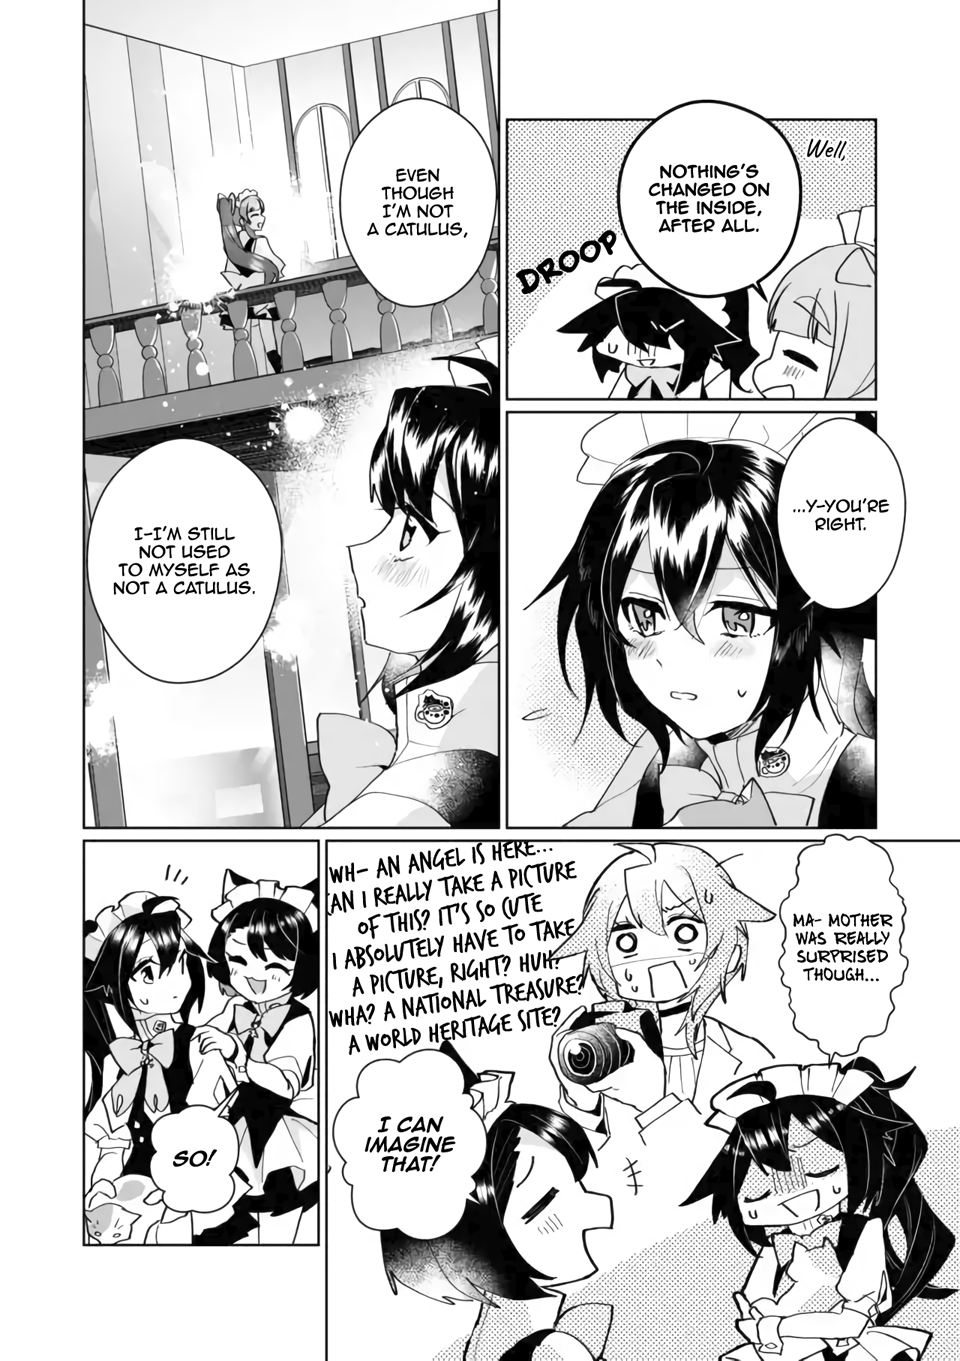 Well,
NOTHING'S
CHANGED ON
THE INSIDE,
AFTER ALL.
DROOP
EVEN
THOUGH
I'M NOT
A CATULUS,
I-I'M STILL
NOT USED
TO MYSELF AS
NOT A CATULUS.
...Y-YOU'RE
RIGHT.
MA- MOTHER
WAS REALLY
SURPRISED
THOUGH...
WH- AN ANGEL IS HERE...
AN I REALLY TAKE A PICTURE
OF THIS? IT'S SO CUTE
I ABSOLUTELY HAVE TO TAKE
A PICTURE, RIGHT? HUH?
WHA? A NATIONAL TREASURE?
A WORLD HERITAGE SITE?
I CAN
IMAGINE
THAT!
SO!